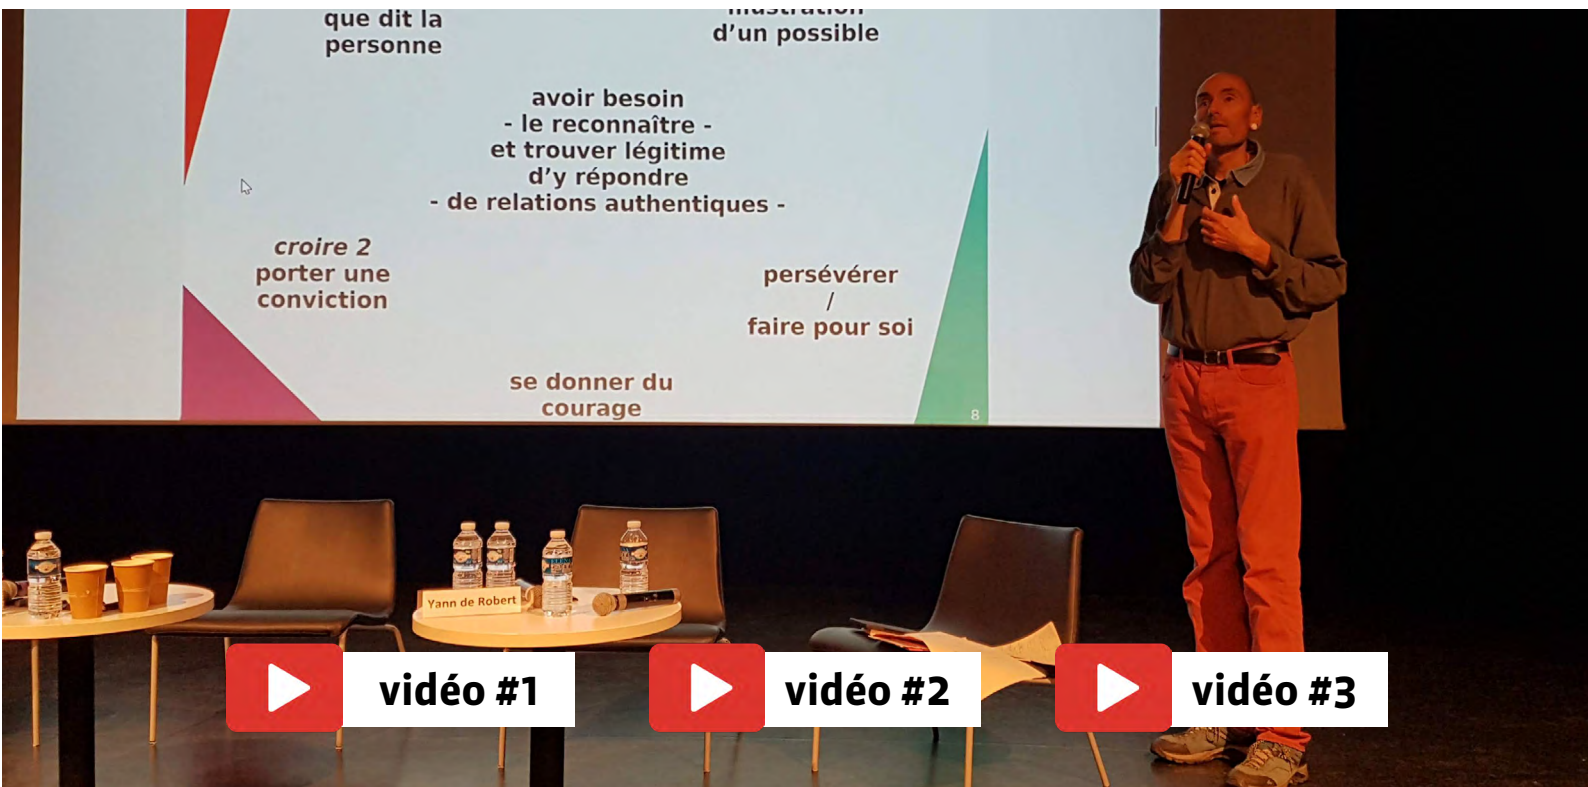 que dit la
personne
illustration
d'un possible
avoir besoin
- le reconnaître -
et trouver légitime
d'y répondre
- de relations authentiques -
croire 2
porter une
conviction
persévérer
/
faire pour soi
se donner du
courage
8
Yann de Robert
vidéo #1
vidéo #2
vidéo #3